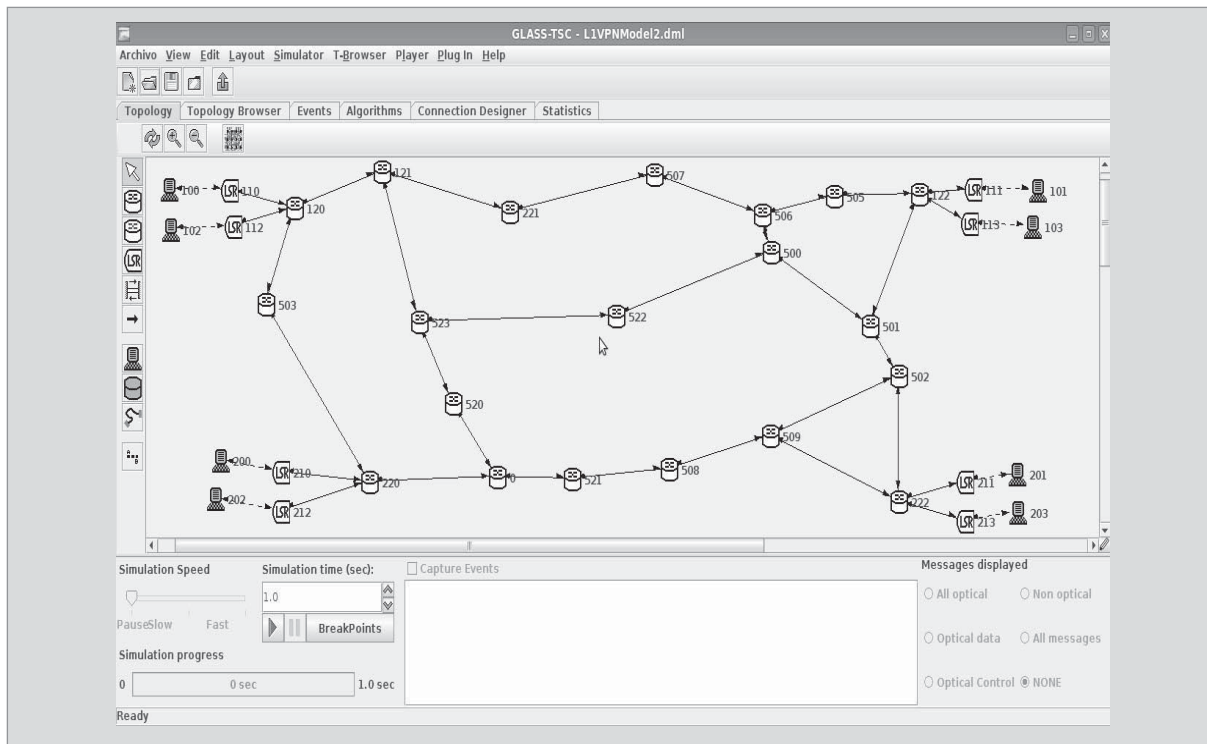 GLASS-TSC - L1VPNModel2.dml
Archivo View Edit Layout Simulator T-Browser Player Plug In Help
Topology Topology Browser Events Algorithms Connection Designer Statistics
121
507
100 LSR 110
505
122 LSR 111 101
120
221
506
102 LSR 112
LSR 113 103
500
503
523
522
501
502
520
509
200 LSR 210
508
220
0
521
LSR 211 201
202 LSR 212
222
LSR 213 203
LSR
Simulation Speed
Simulation time (sec):
Capture Events
Messages displayed
1.0
All optical Non optical
PauseSlow Fast
BreakPoints
Optical data All messages
Simulation progress
0 0 sec 1.0 sec
Optical Control NONE
Ready